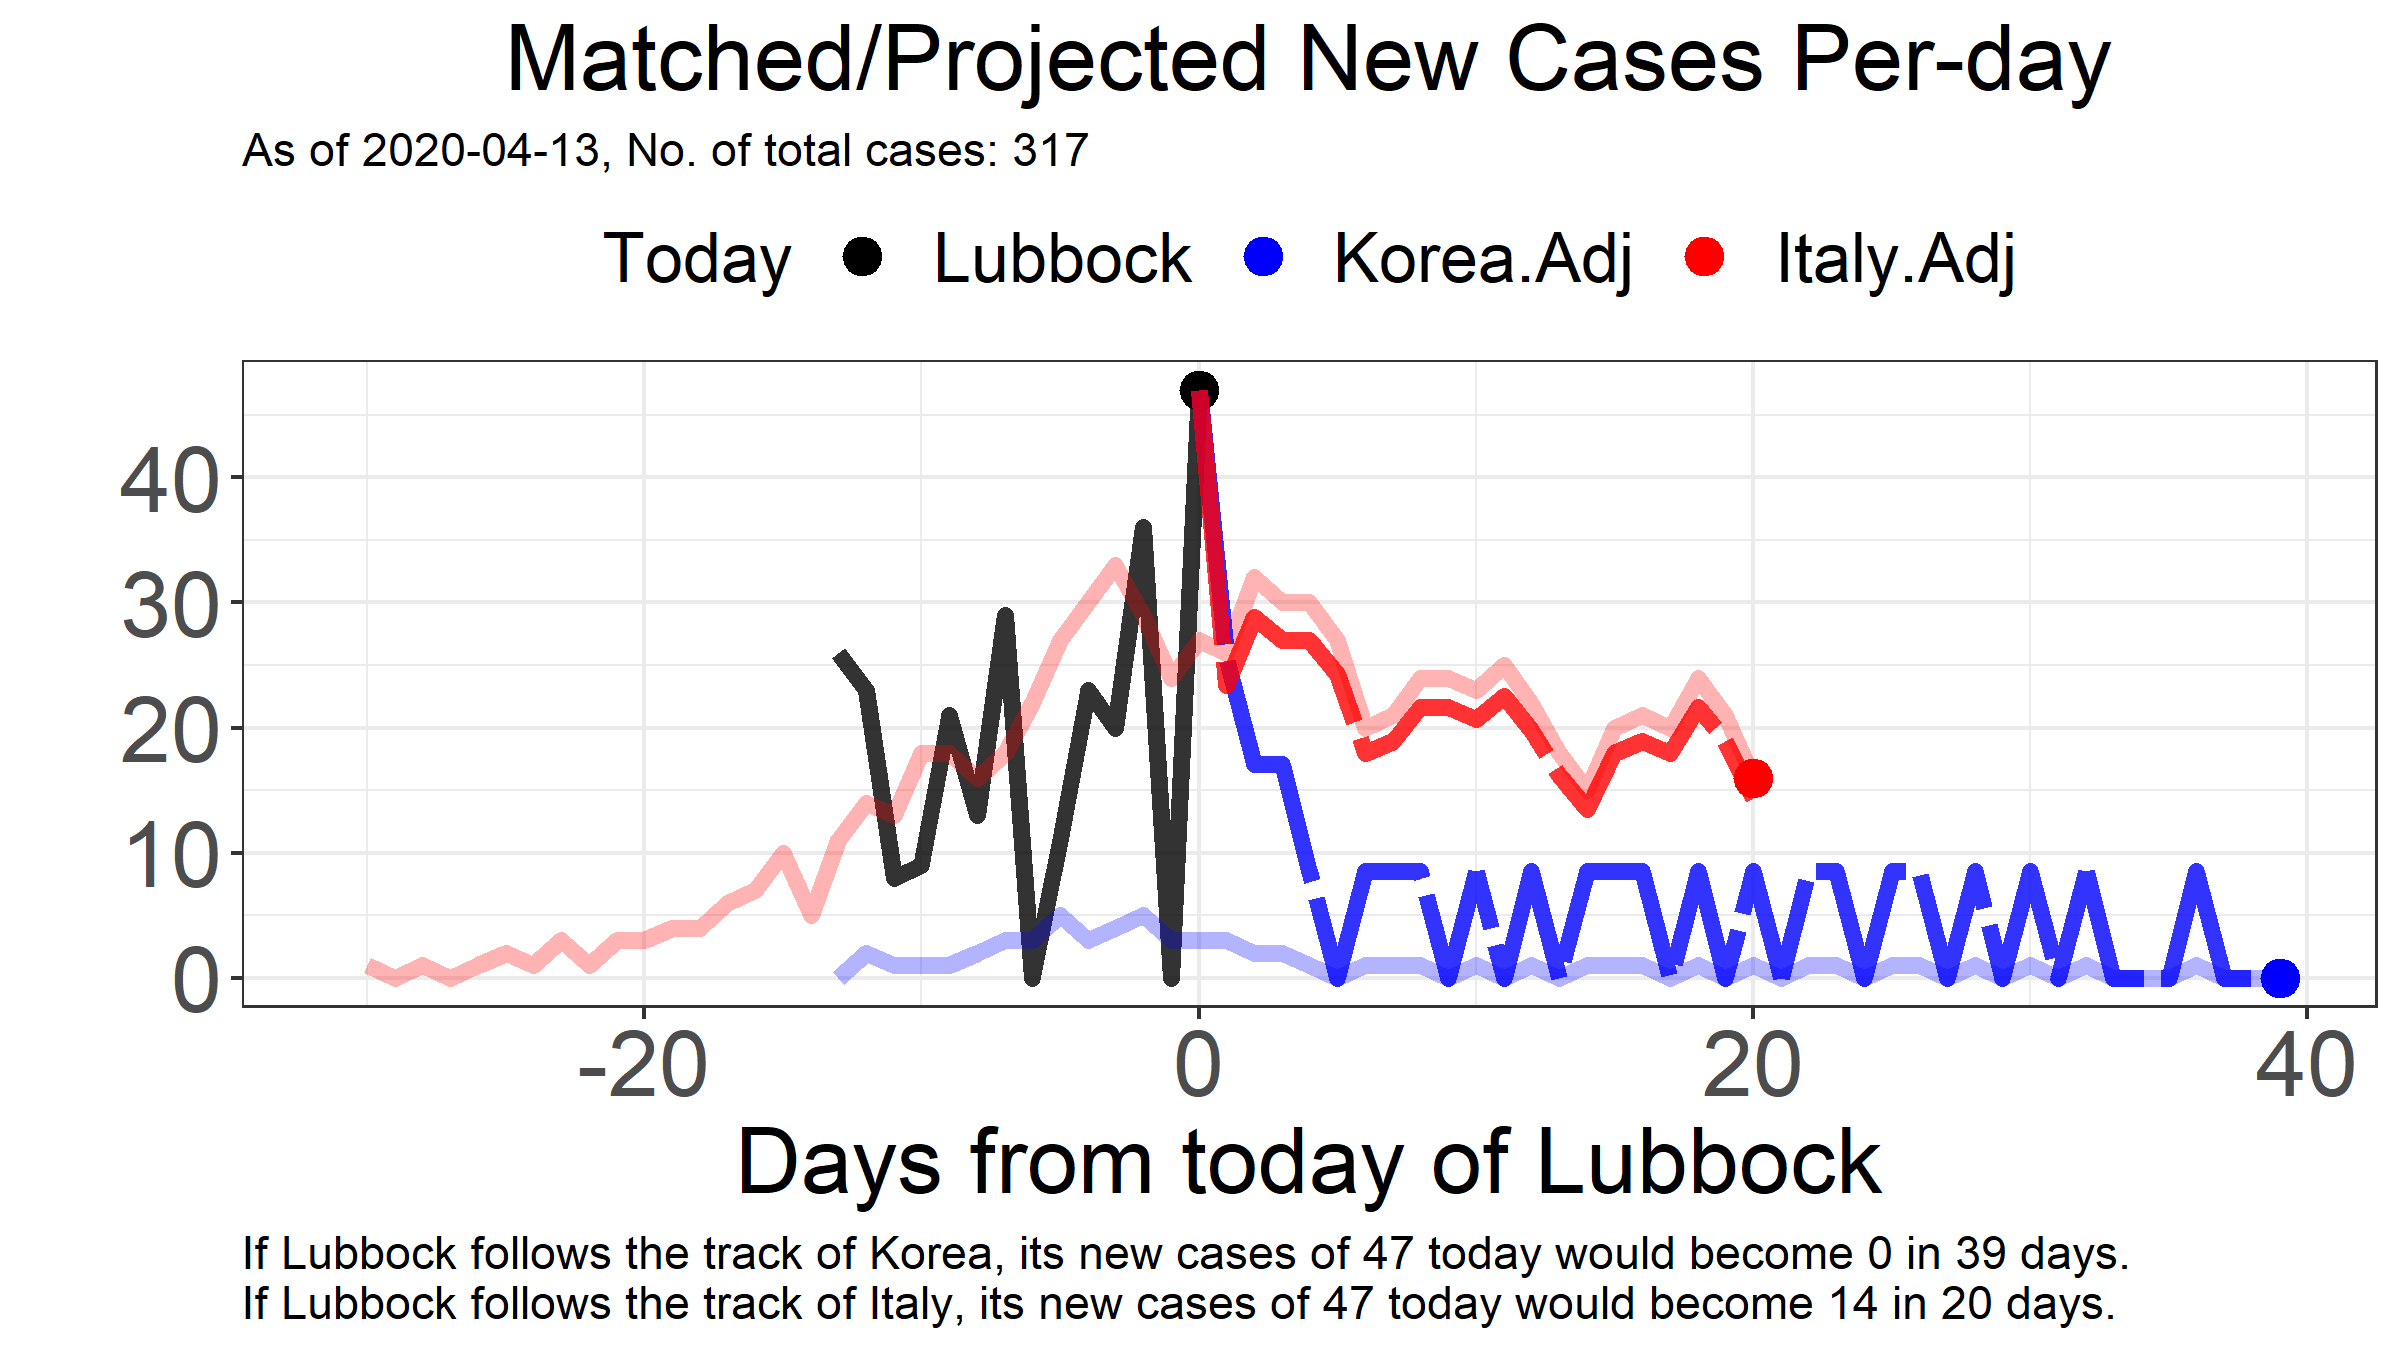 Matched/Projected New Cases Per-day
As of 2020-04-13, No. of total cases: 317
Today Lubbock Korea.Adj Italy.Adj
40
30
20
10
0
-20 0 20 40
Days from today of Lubbock
If Lubbock follows the track of Korea, its new cases of 47 today would become 0 in 39 days.
If Lubbock follows the track of Italy, its new cases of 47 today would become 14 in 20 days.